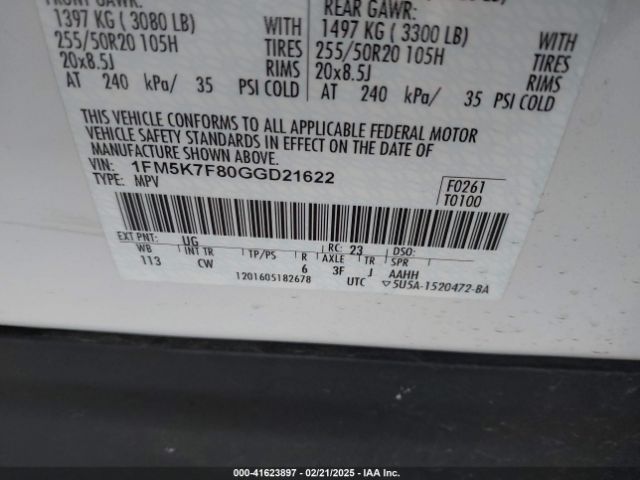 FRONT GAWR:
1397 KG ( 3080 LB) WITH
255/50R20 105H TIRES
20x8.5J RIMS
AT 240 kPa/ 35 PSI COLD
REAR GAWR:
1497 KG ( 3300 LB) WITH
255/50R20 105H TIRES
20x8.5J RIMS
AT 240 kPa/ 35 PSI COLD
THIS VEHICLE CONFORMS TO ALL APPLICABLE FEDERAL MOTOR
VEHICLE SAFETY STANDARDS IN EFFECT ON THE DATE OF
MANUFACTURE SHOWN ABOVE.
VIN: 1FM5K7F80GGD21622
TYPE: MPV
F0261
T0100
EXT PNT: UG RC: 23 DSO:
WB INT TR TP/PS R AXLE TR SPR
113 CW 6 3F J AAHH
1201605182678 UTC ▽5U5A-1520472-BA
© STOCK: 41623897 - 02/21/2025 - IAAI.COM